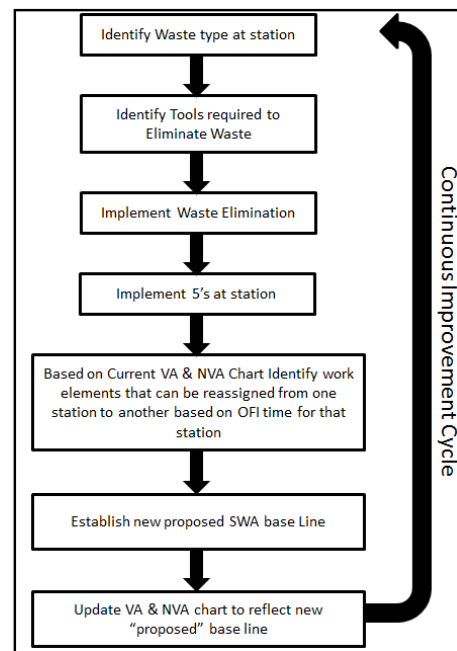 Identify Waste type at station
Identify Tools required to
Eliminate Waste
Implement Waste Elimination
Implement 5's at station
Based on Current VA & NVA Chart Identify work
elements that can be reassigned from one
station to another based on OFI time for that
station
Establish new proposed SWA base Line
Update VA & NVA chart to reflect new
“proposed” base line
Continuous Improvement Cycle